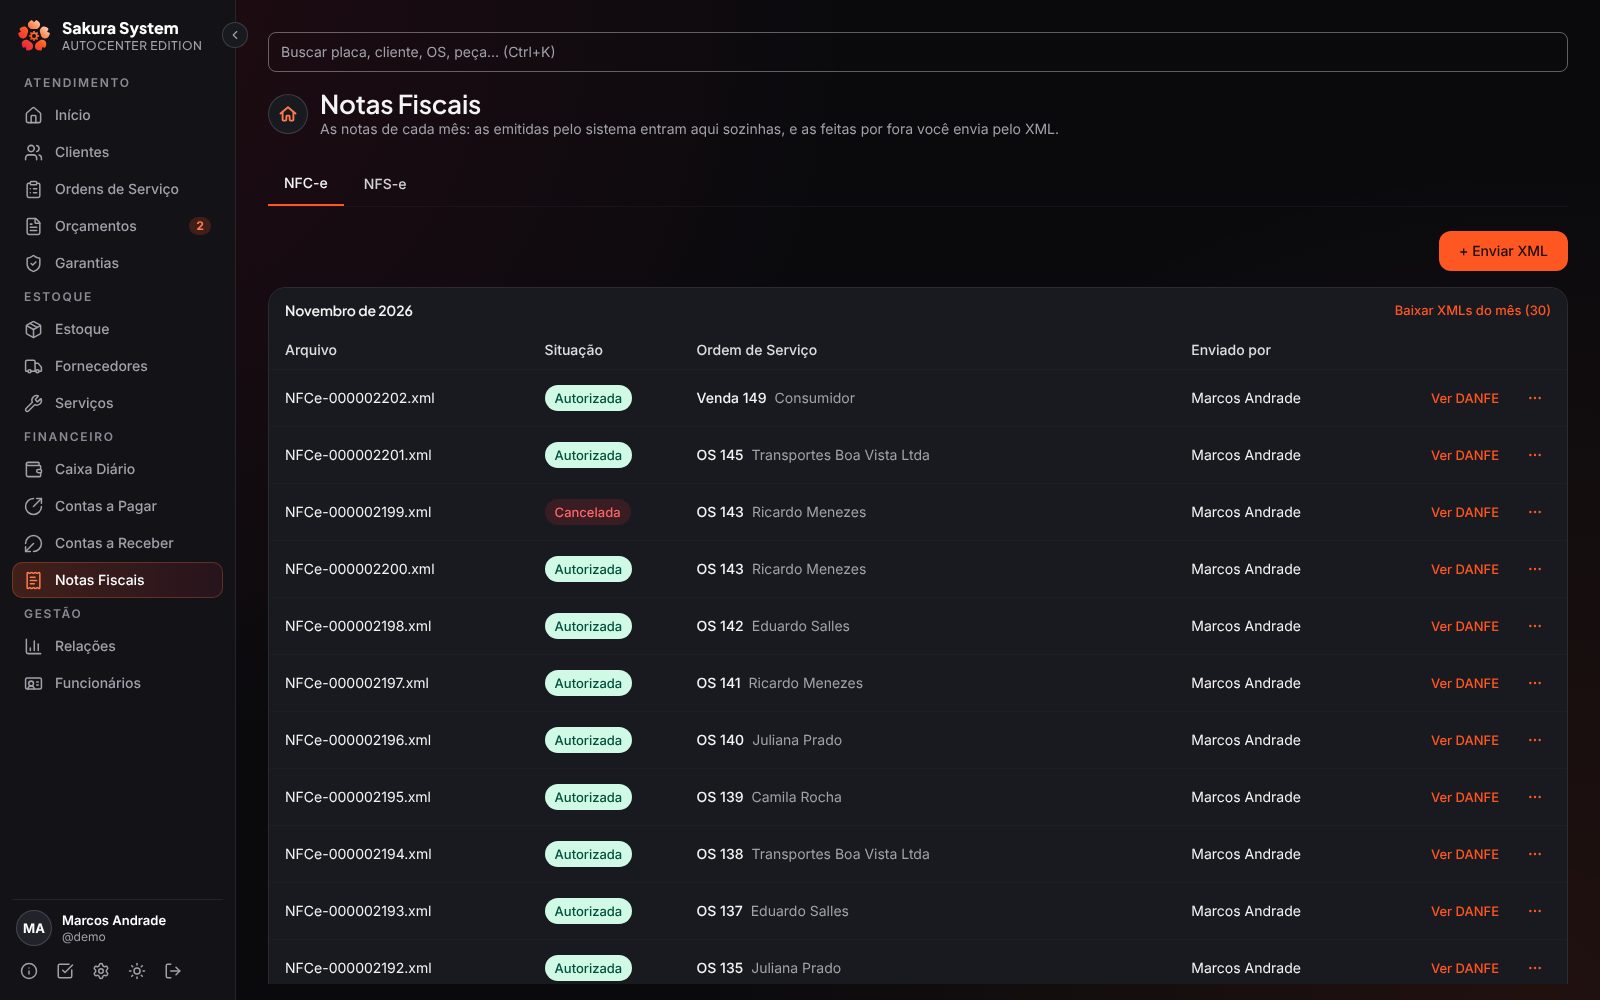 Sakura System
AUTOCENTER EDITION
ATENDIMENTO
Início
Clientes
Ordens de Serviço
Orçamentos 2
Garantias
ESTOQUE
Estoque
Fornecedores
Serviços
FINANCEIRO
Caixa Diário
Contas a Pagar
Contas a Receber
Notas Fiscais
GESTÃO
Relações
Funcionários
MA
Marcos Andrade
@demo
Buscar placa, cliente, OS, peça... (Ctrl+K)
Notas Fiscais
As notas de cada mês: as emitidas pelo sistema entram aqui sozinhas, e as feitas por fora você envia pelo XML.
NFC-e NFS-e
+ Enviar XML
Novembro de 2026 Baixar XMLs do mês (30)
Arquivo Situação Ordem de Serviço Enviado por
NFCe-000002202.xml Autorizada Venda 149 Consumidor Marcos Andrade Ver DANFE ...
NFCe-000002201.xml Autorizada OS 145 Transportes Boa Vista Ltda Marcos Andrade Ver DANFE ...
NFCe-000002199.xml Cancelada OS 143 Ricardo Menezes Marcos Andrade Ver DANFE ...
NFCe-000002200.xml Autorizada OS 143 Ricardo Menezes Marcos Andrade Ver DANFE ...
NFCe-000002198.xml Autorizada OS 142 Eduardo Salles Marcos Andrade Ver DANFE ...
NFCe-000002197.xml Autorizada OS 141 Ricardo Menezes Marcos Andrade Ver DANFE ...
NFCe-000002196.xml Autorizada OS 140 Juliana Prado Marcos Andrade Ver DANFE ...
NFCe-000002195.xml Autorizada OS 139 Camila Rocha Marcos Andrade Ver DANFE ...
NFCe-000002194.xml Autorizada OS 138 Transportes Boa Vista Ltda Marcos Andrade Ver DANFE ...
NFCe-000002193.xml Autorizada OS 137 Eduardo Salles Marcos Andrade Ver DANFE ...
NFCe-000002192.xml Autorizada OS 135 Juliana Prado Marcos Andrade Ver DANFE ...